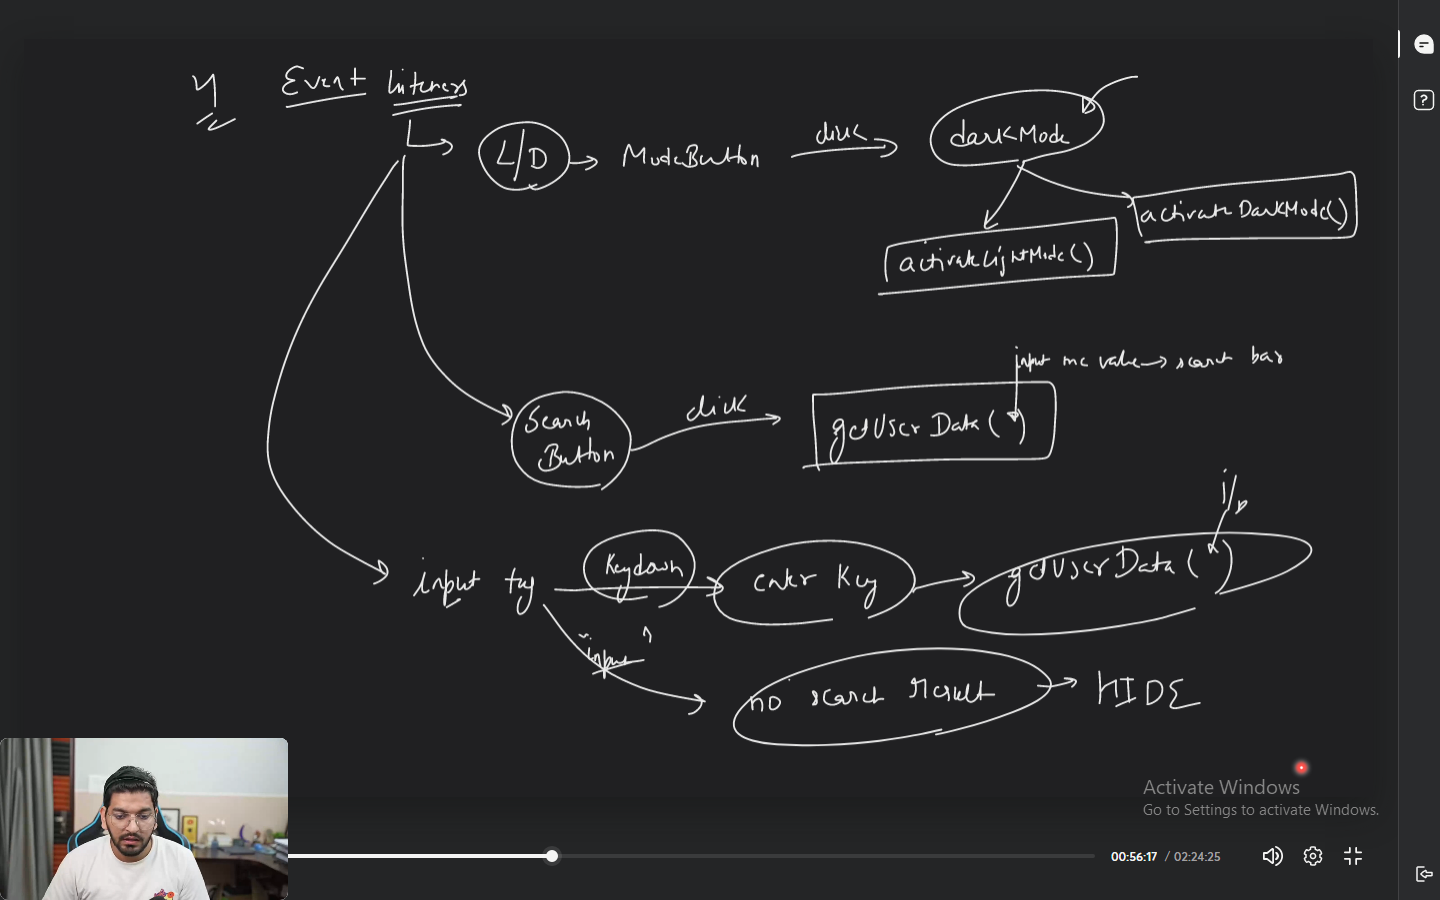 4) Event Listeners
L/D → ModeButton click → darkMode
activateDarkMode()
activateLightMode()
input me value → search bar
Search
Button
click
getUserData(")
i/p
input tag Keydown enter Key → getUserData(")
"input"
no search result → HIDE
Activate Windows
Go to Settings to activate Windows.
00:56:17 / 02:24:25